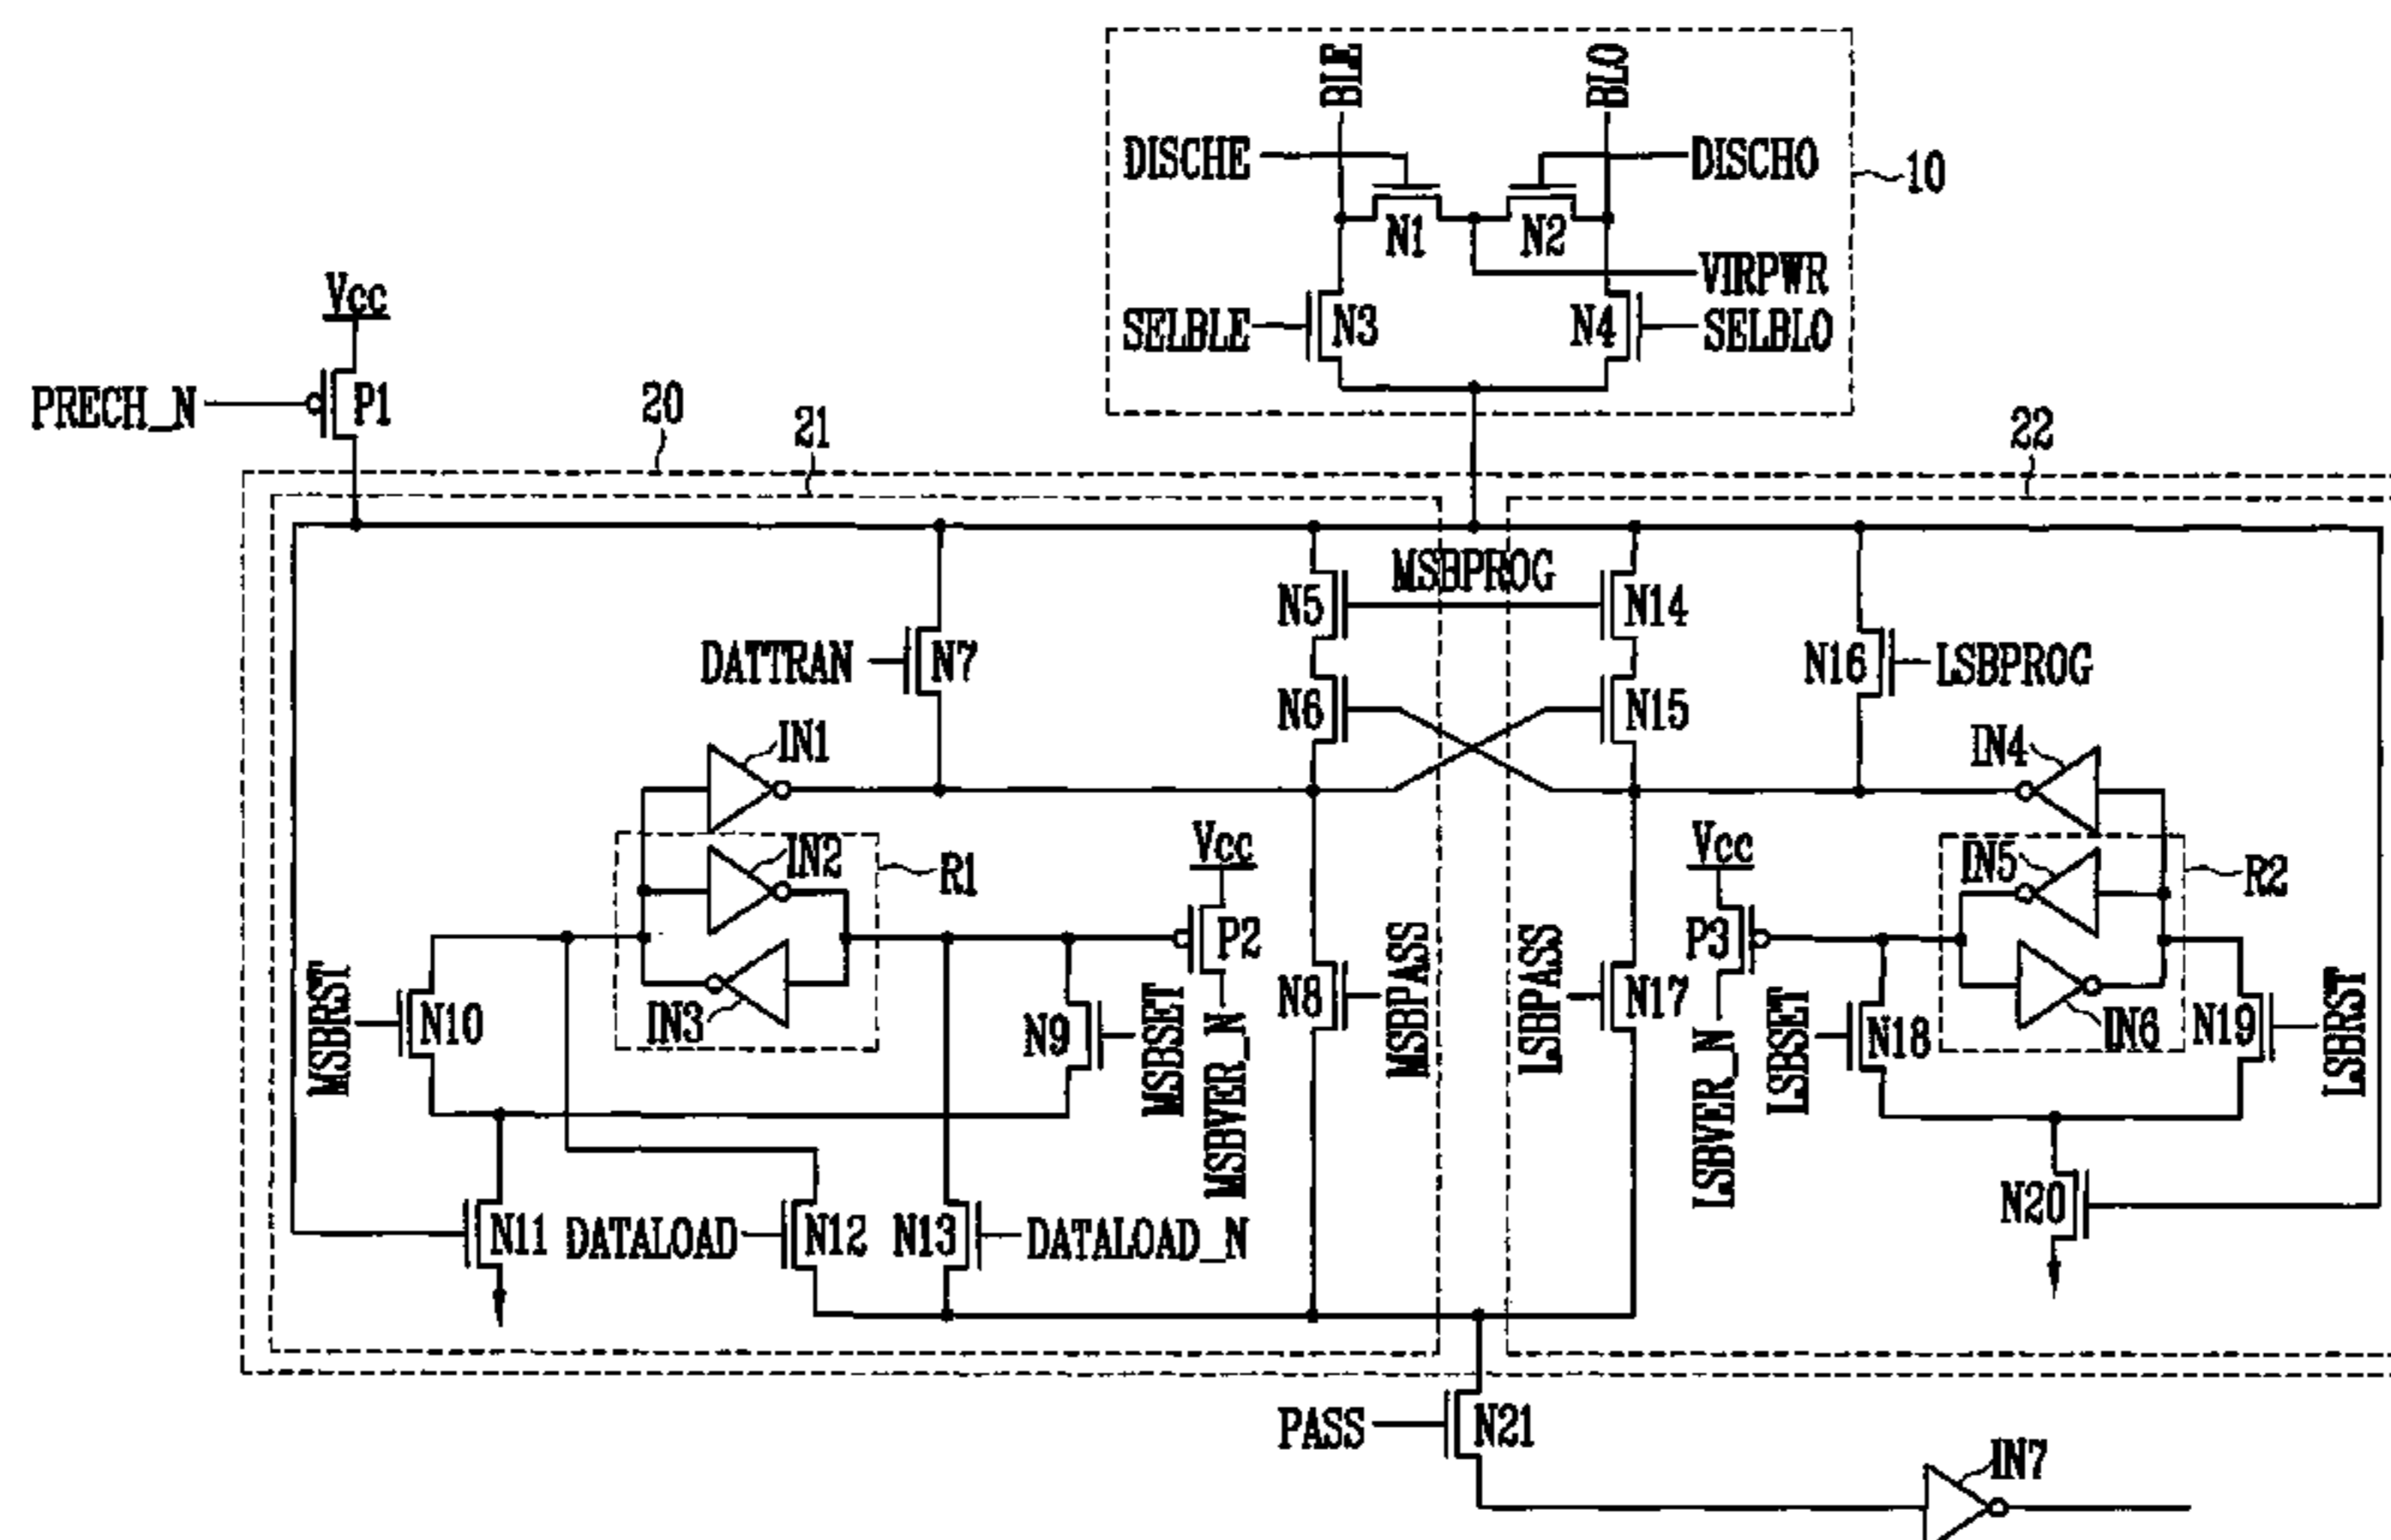 BLE
BLO
DISCHE
DISCHO
10
N1
N2
VIRPWR
Vcc
SELBLE
N3
N4
SELBLO
PRECH_N
P1
20
21
22
MSBPROG
N5
N14
DATTRAN
N7
N16
LSBPROG
N6
N15
IN1
IN4
IN2
R1
Vcc
Vcc
IN5
R2
P2
P3
MSBRST
N10
IN3
N9
MSBSET
MSBVER_N
N8
MSBPASS
LSBPASS
N17
LSBVER_N
LSBSET
N18
IN6
N19
LSBRST
N11
DATALOAD
N12
N13
DATALOAD_N
N20
PASS
N21
IN7